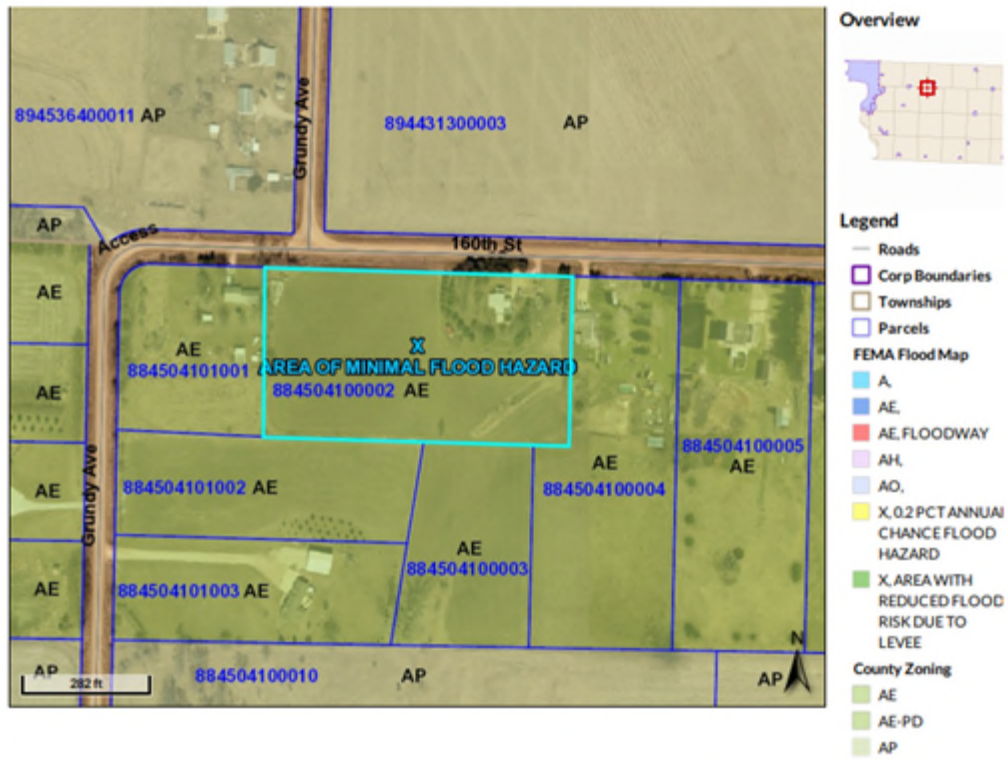 894536400011 AP
Grundy Ave
894431300003 AP
AP
Access
160th St
AE
AE
884504101001
X
AREA OF MINIMAL FLOOD HAZARD
884504100002 AE
AE
884504100005
AE
AE
884504100004
Grundy Ave
884504101002 AE
AE
AE
884504100003
AE
884504101003 AE
AP
884504100010 AP
AP
N
282 ft
Overview
Legend
Roads
Corp Boundaries
Townships
Parcels
FEMA Flood Map
A,
AE,
AE, FLOODWAY
AH,
AO,
X, 0.2 PCT ANNUAL
CHANCE FLOOD
HAZARD
X, AREA WITH
REDUCED FLOOD
RISK DUE TO
LEVEE
County Zoning
AE
AE-PD
AP